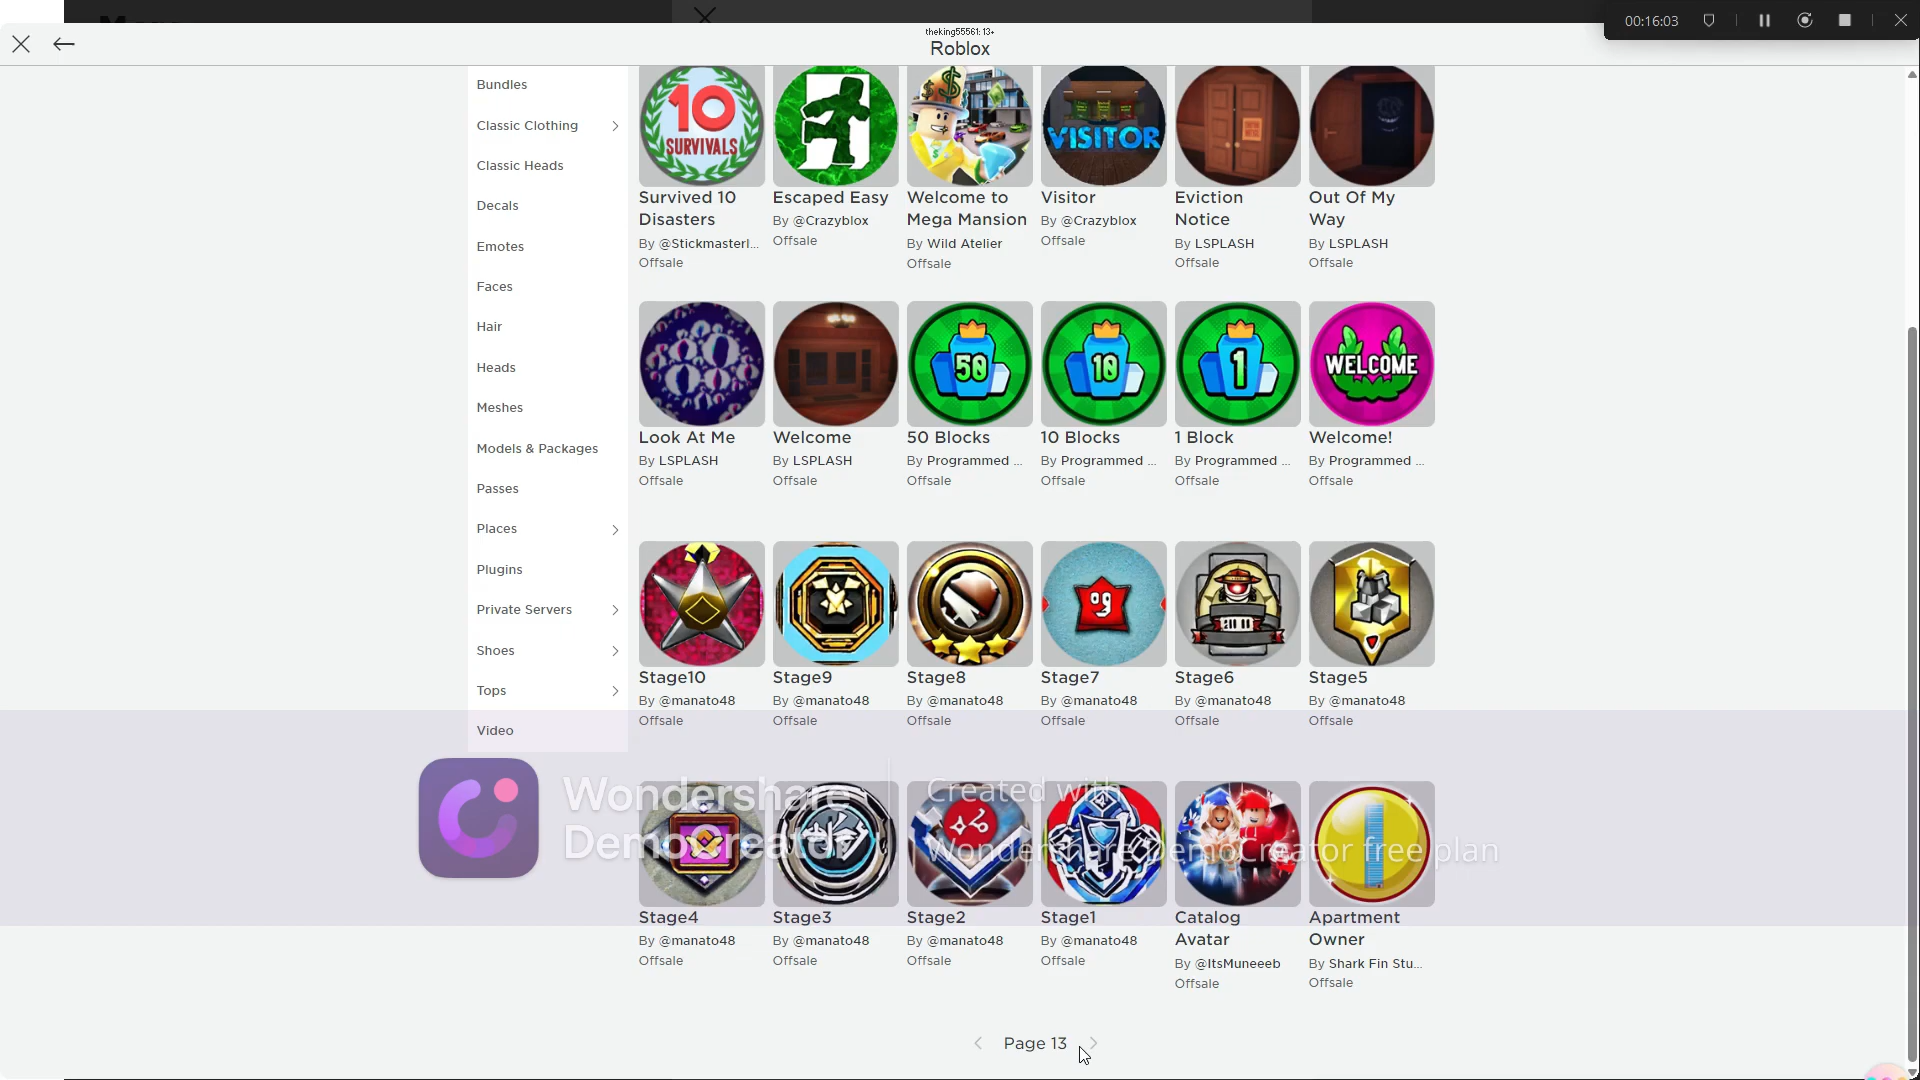 00:16:03
theking55561: 13+
Roblox
Bundles
Classic Clothing
Classic Heads
Decals
Emotes
Faces
Hair
Heads
Meshes
Models & Packages
Passes
Places
Plugins
Private Servers
Shoes
Tops
Video
10
SURVIVALS
VISITOR
Survived 10
Disasters
By @Stickmasterl...
Offsale
Escaped Easy
By @Crazyblox
Offsale
Welcome to
Mega Mansion
By Wild Atelier
Offsale
Visitor
By @Crazyblox
Offsale
Eviction
Notice
By LSPLASH
Offsale
Out Of My
Way
By LSPLASH
Offsale
50
10
1
WELCOME
Look At Me
By LSPLASH
Offsale
Welcome
By LSPLASH
Offsale
50 Blocks
By Programmed ...
Offsale
10 Blocks
By Programmed ...
Offsale
1 Block
By Programmed ...
Offsale
Welcome!
By Programmed ...
Offsale
Stage10
By @manato48
Offsale
Stage9
By @manato48
Offsale
Stage8
By @manato48
Offsale
Stage7
By @manato48
Offsale
Stage6
By @manato48
Offsale
Stage5
By @manato48
Offsale
Wondershare
DemoCreator
Created with
Wondershare DemoCreator free plan
Stage4
By @manato48
Offsale
Stage3
By @manato48
Offsale
Stage2
By @manato48
Offsale
Stage1
By @manato48
Offsale
Catalog
Avatar
By @ItsMuneeeb
Offsale
Apartment
Owner
By Shark Fin Stu...
Offsale
Page 13